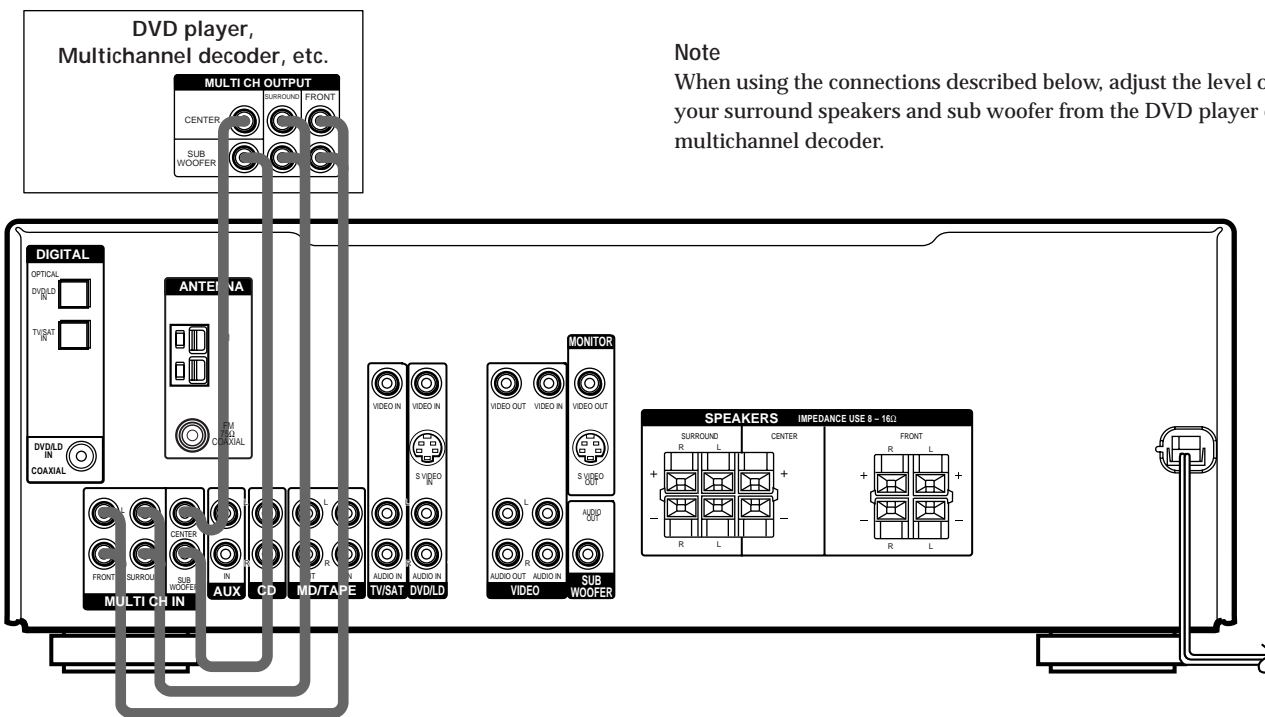 DVD player,
Multichannel decoder, etc.
MULTI CH OUTPUT
SURROUND FRONT
CENTER
SUB
WOOFER
Note
When using the connections described below, adjust the level
your surround speakers and sub woofer from the DVD player
multichannel decoder.
DIGITAL
OPTICAL
DVD/LD
IN
TV/SAT
IN
DVD/LD
IN
COAXIAL
ANTENNA
FM
75Ω
COAXIAL
MONITOR
VIDEO IN VIDEO IN VIDEO OUT VIDEO IN VIDEO OUT
S VIDEO
IN
S VIDEO
OUT
SPEAKERS IMPEDANCE USE 8 – 16Ω
SURROUND CENTER FRONT
R L R L
+ + + +
– – – –
R L R L
L L L L L
CENTER
AUDIO
OUT
R R R R
FRONT SURROUND SUB
WOOFER
IN OUT IN AUDIO IN AUDIO IN AUDIO OUT AUDIO IN
MULTI CH IN AUX CD MD/TAPE TV/SAT DVD/LD VIDEO SUB
WOOFER